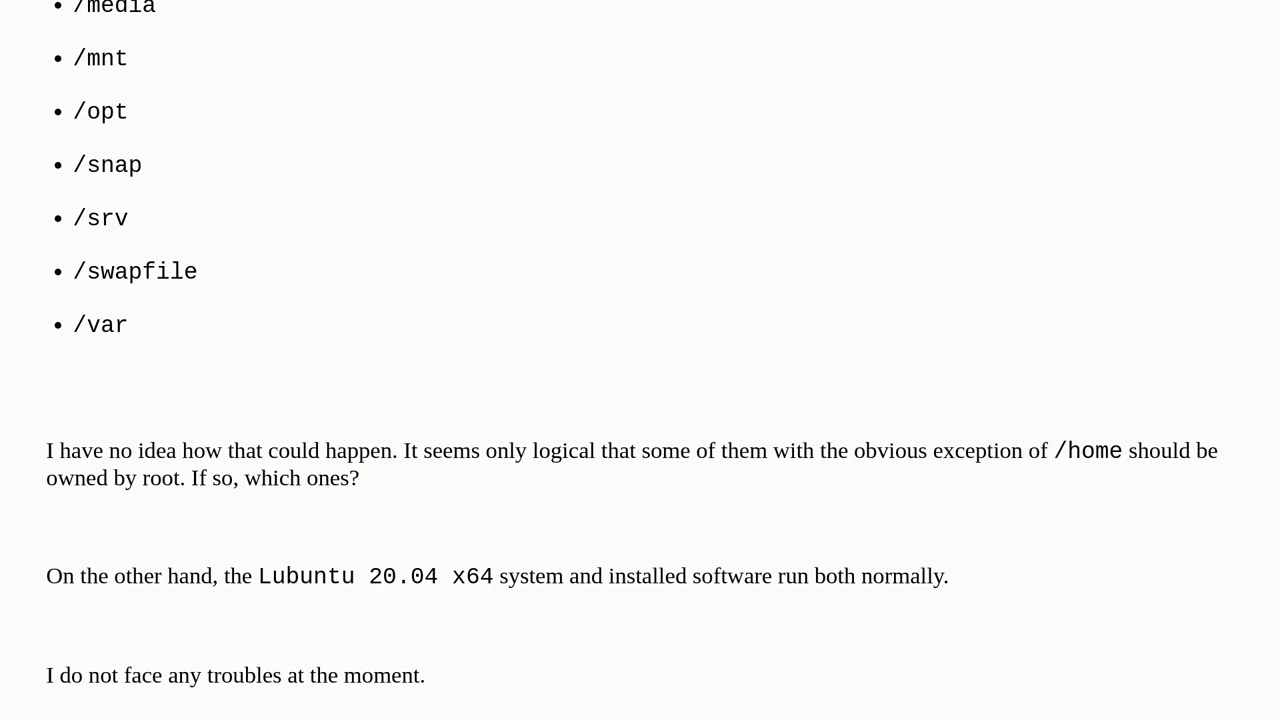 • /media
• /mnt
• /opt
• /snap
• /srv
• /swapfile
• /var
I have no idea how that could happen. It seems only logical that some of them with the obvious exception of /home should be
owned by root. If so, which ones?
On the other hand, the Lubuntu 20.04 x64 system and installed software run both normally.
I do not face any troubles at the moment.